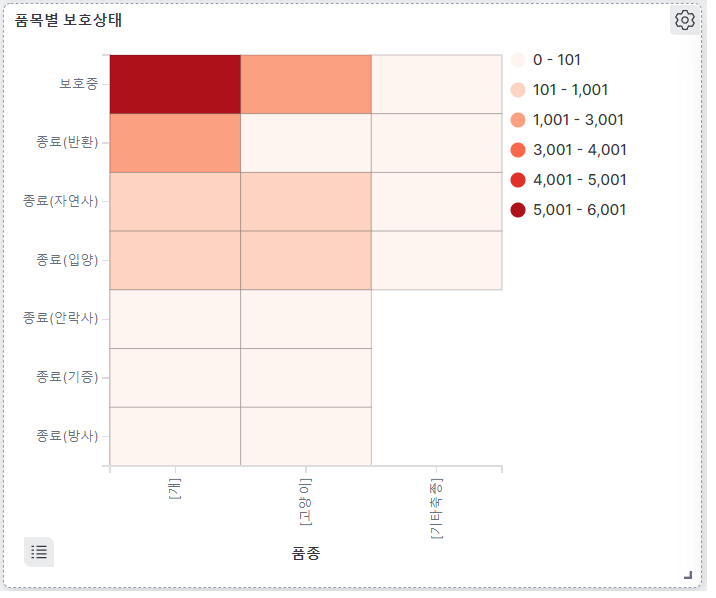 품목별 보호상태
보호중
종료(반환)
종료(자연사)
종료(입양)
종료(안락사)
종료(기증)
종료(방사)
0 - 101
101 - 1,001
1,001 - 3,001
3,001 - 4,001
4,001 - 5,001
5,001 - 6,001
[개]
[고양이]
[기타축종]
품종